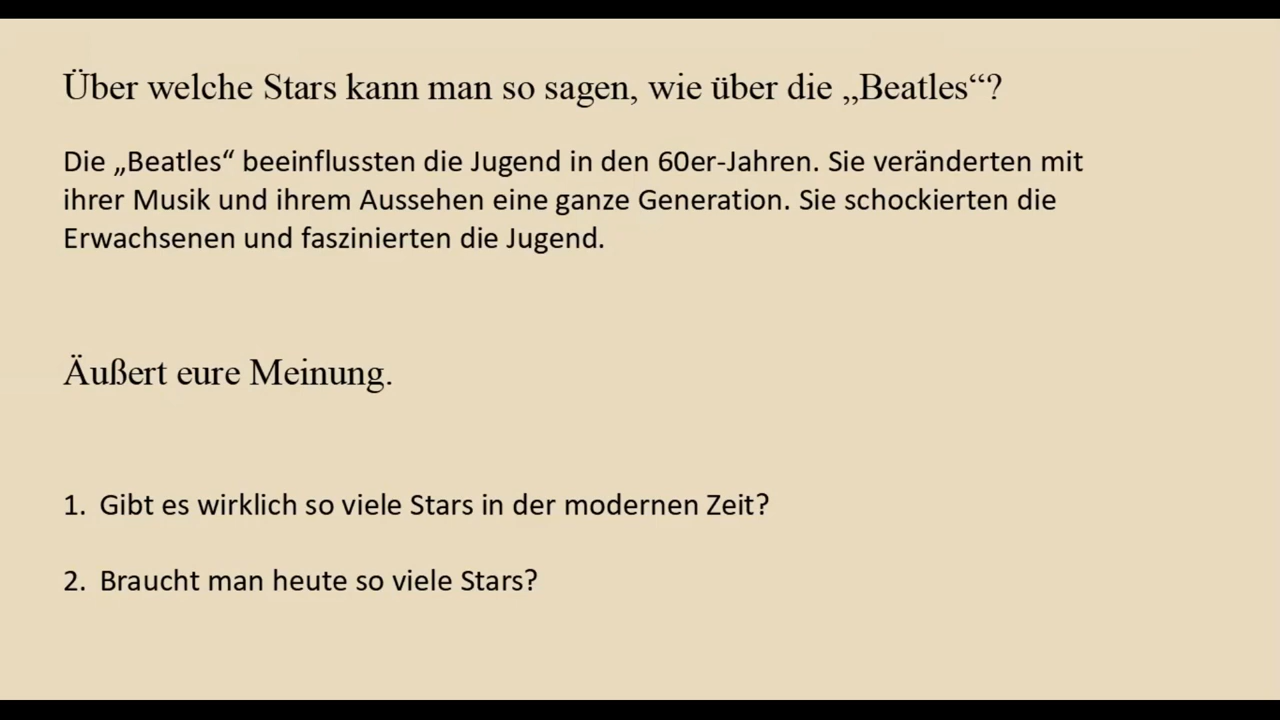 Über welche Stars kann man so sagen, wie über die „Beatles“?
Die „Beatles“ beeinflussten die Jugend in den 60er-Jahren. Sie veränderten mit
ihrer Musik und ihrem Aussehen eine ganze Generation. Sie schockierten die
Erwachsenen und faszinierten die Jugend.
Äußert eure Meinung.
1. Gibt es wirklich so viele Stars in der modernen Zeit?
2. Braucht man heute so viele Stars?